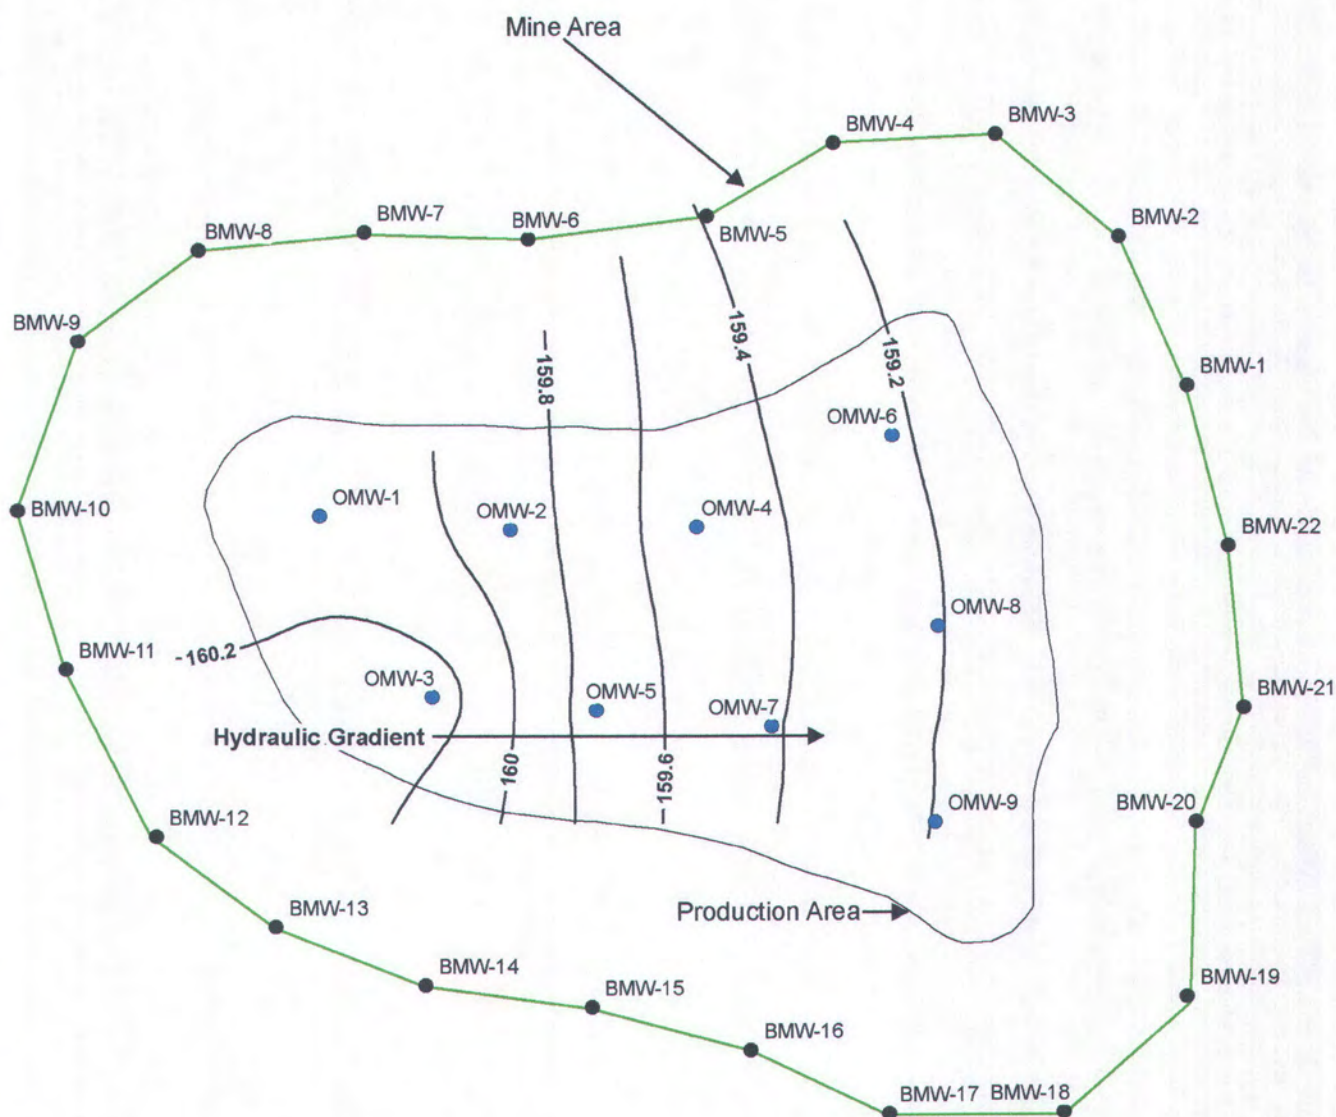 Mine Area
BMW-4
BMW-3
BMW-7
BMW-6
BMW-8
BMW-5
BMW-2
BMW-9
159.4
159.2
159.8
BMW-1
OMW-6
BMW-10
OMW-1
OMW-2
OMW-4
BMW-22
OMW-8
BMW-11
- 160.2
OMW-3
OMW-5
OMW-7
BMW-21
Hydraulic Gradient
160
159.6
BMW-20
OMW-9
BMW-12
Production Area
BMW-13
BMW-14
BMW-15
BMW-19
BMW-16
BMW-17
BMW-18